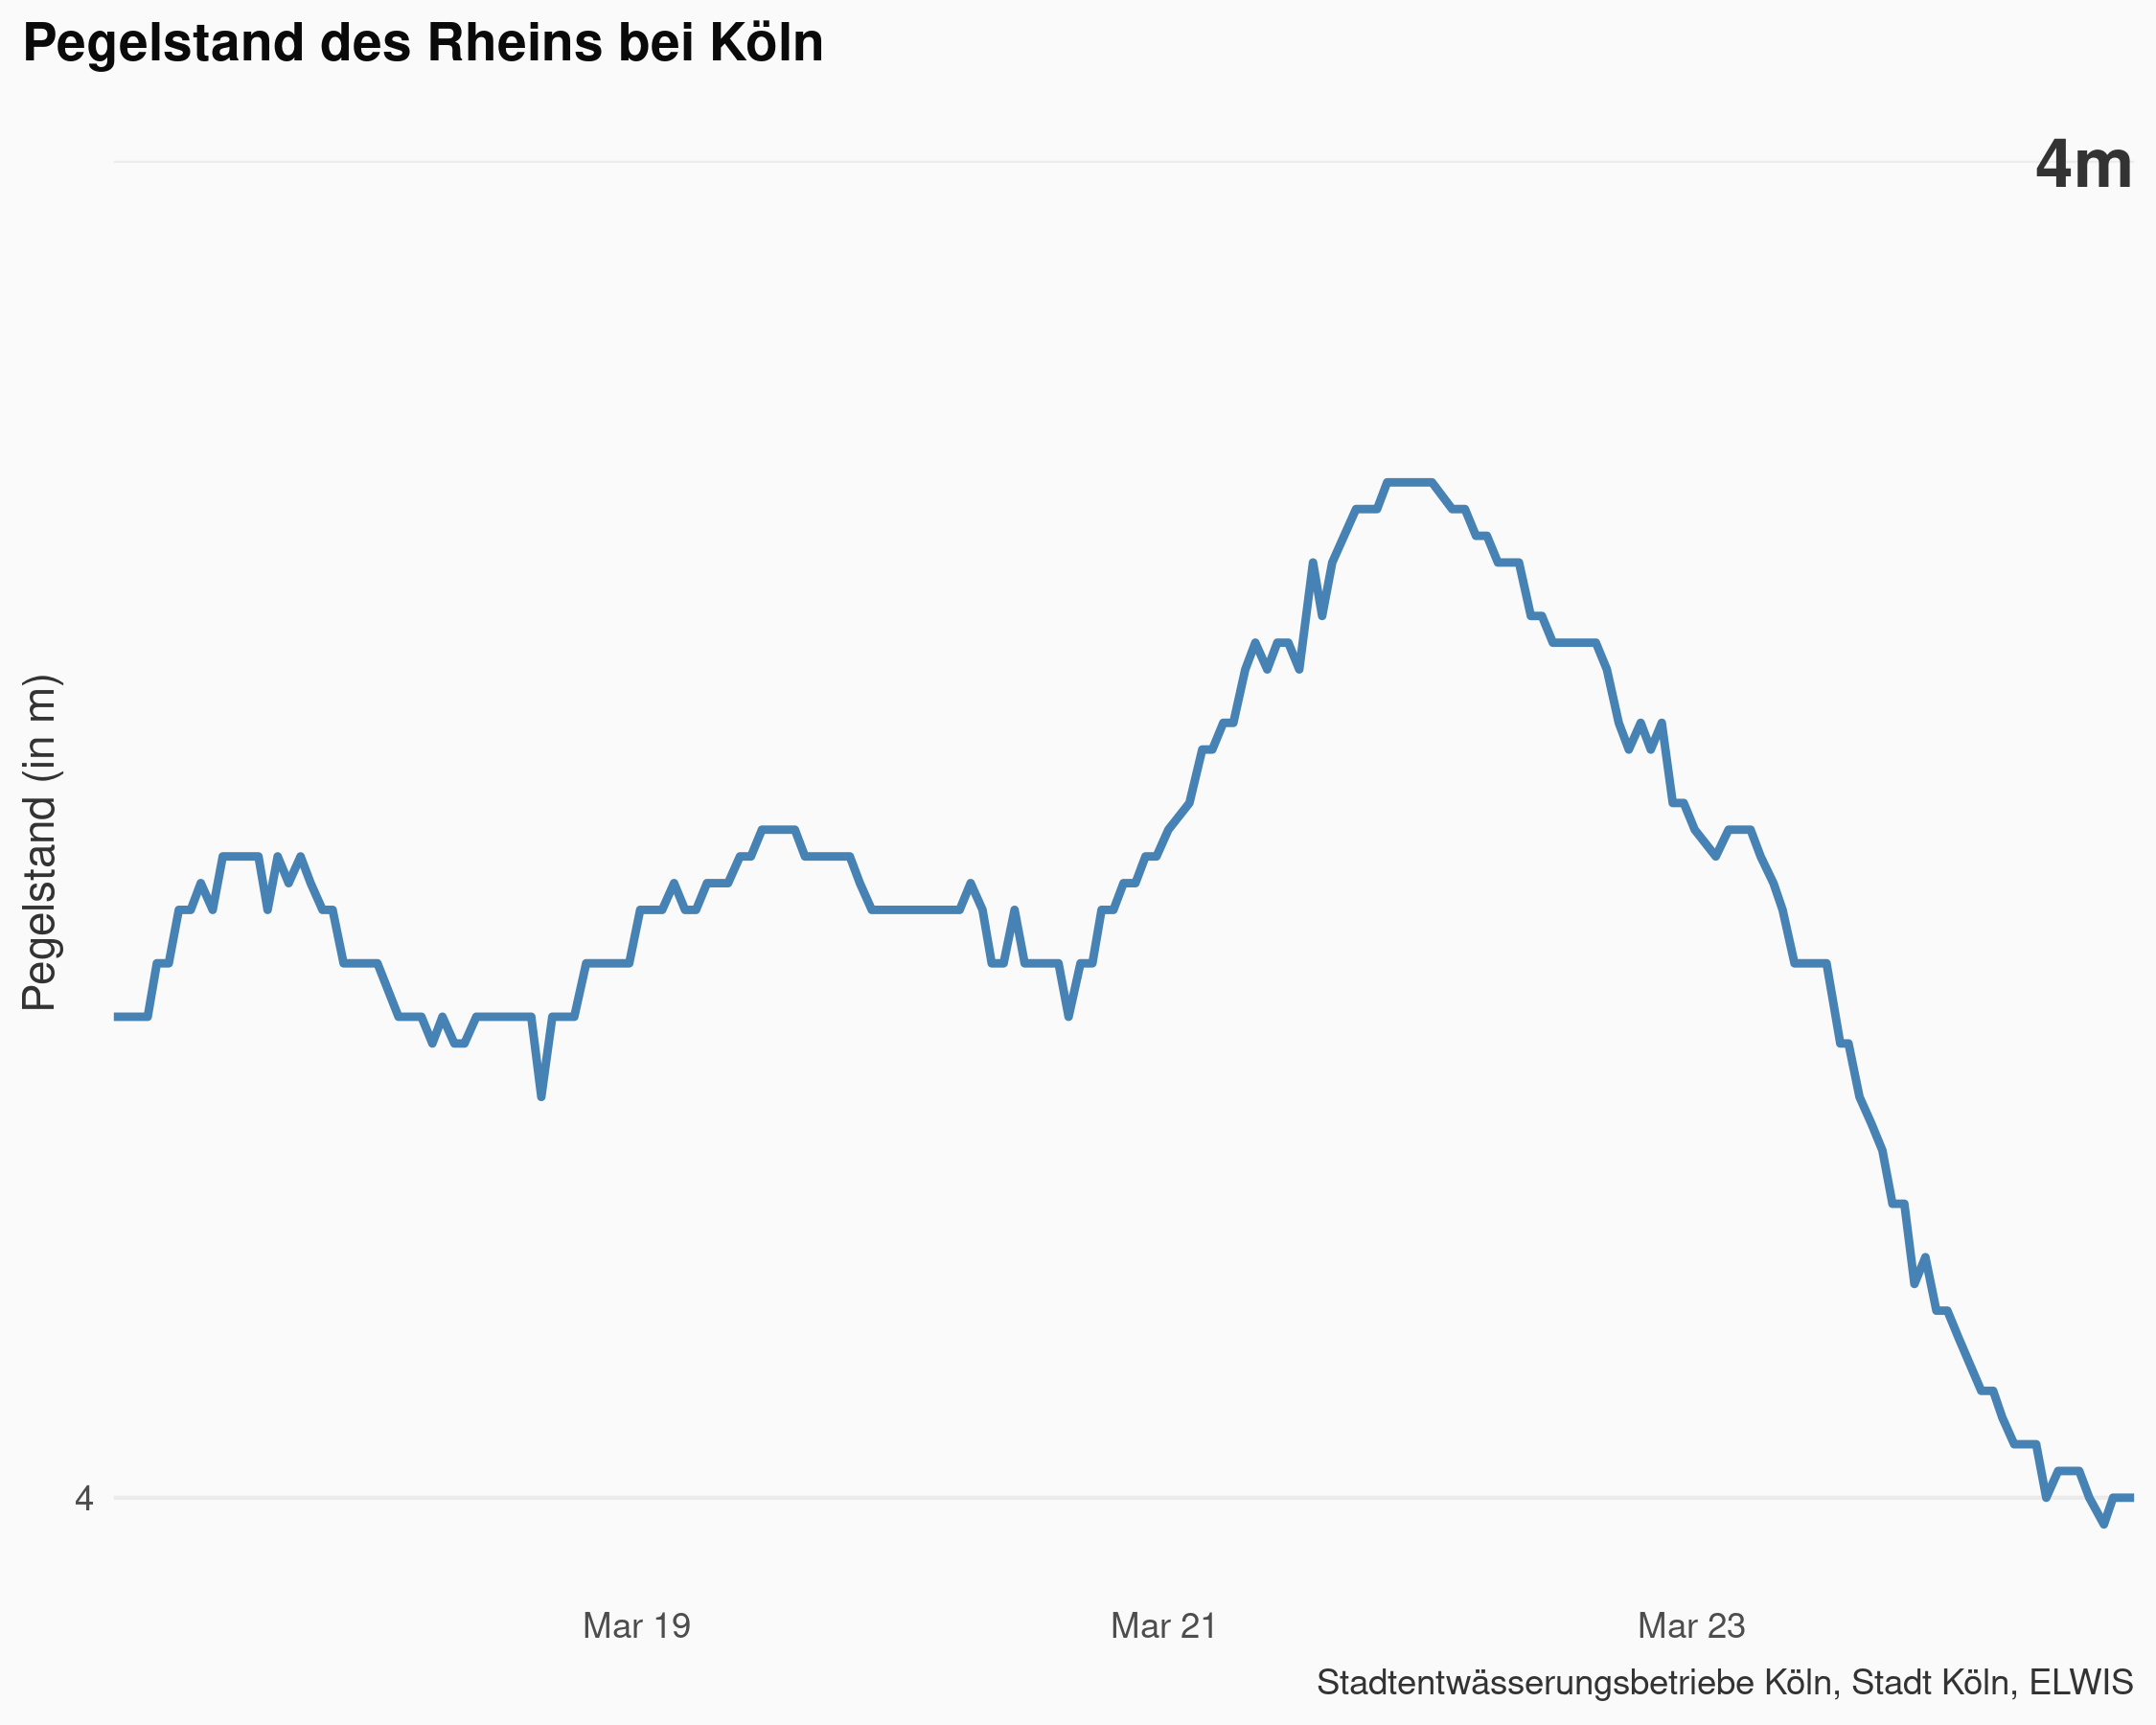 Pegelstand des Rheins bei Köln
4m
Pegelstand (in m)
4
Mar 19
Mar 21
Mar 23
Stadtentwässerungsbetriebe Köln, Stadt Köln, ELWIS